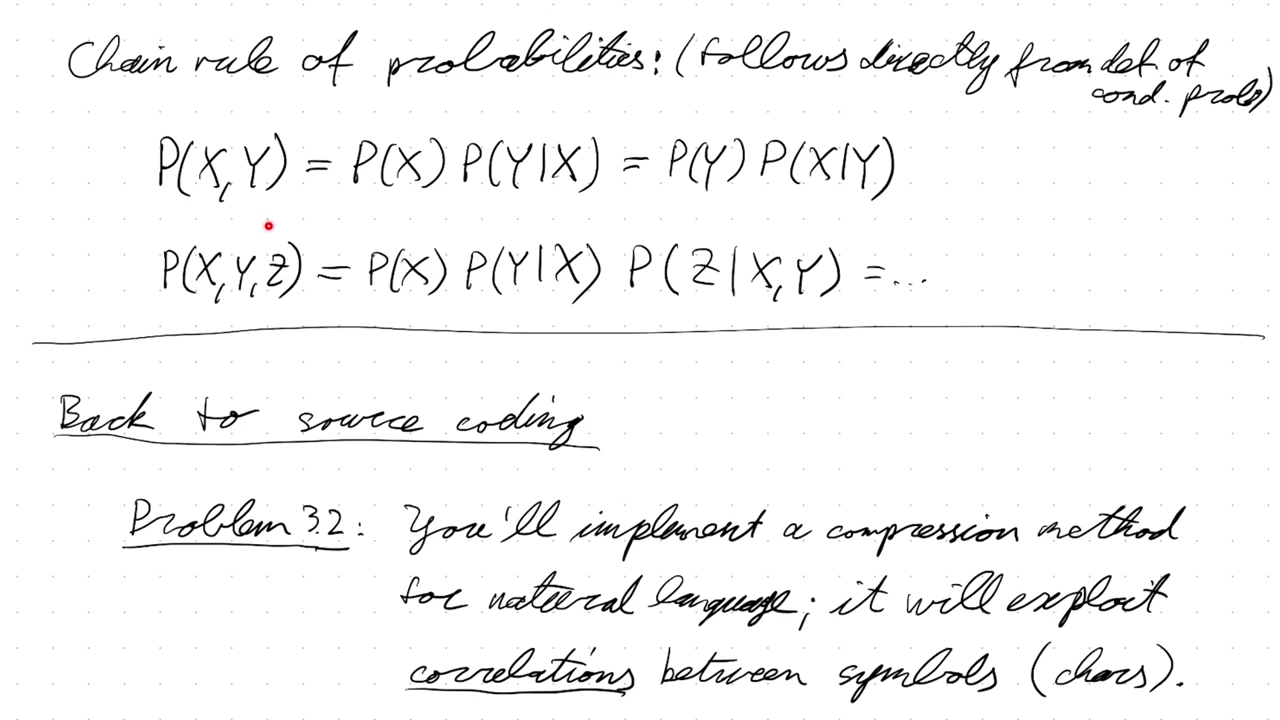 Chain rule of probabilities: (follows directly from def. of
cond. prob)
P(X,Y) = P(X) P(Y|X) = P(Y) P(X|Y)
P(X,Y,Z) = P(X) P(Y|X) P(Z|X,Y) = ...
Back to source coding
Problem 3.2: You'll implement a compression method
for natural language; it will exploit
correlations between symbols (chars).